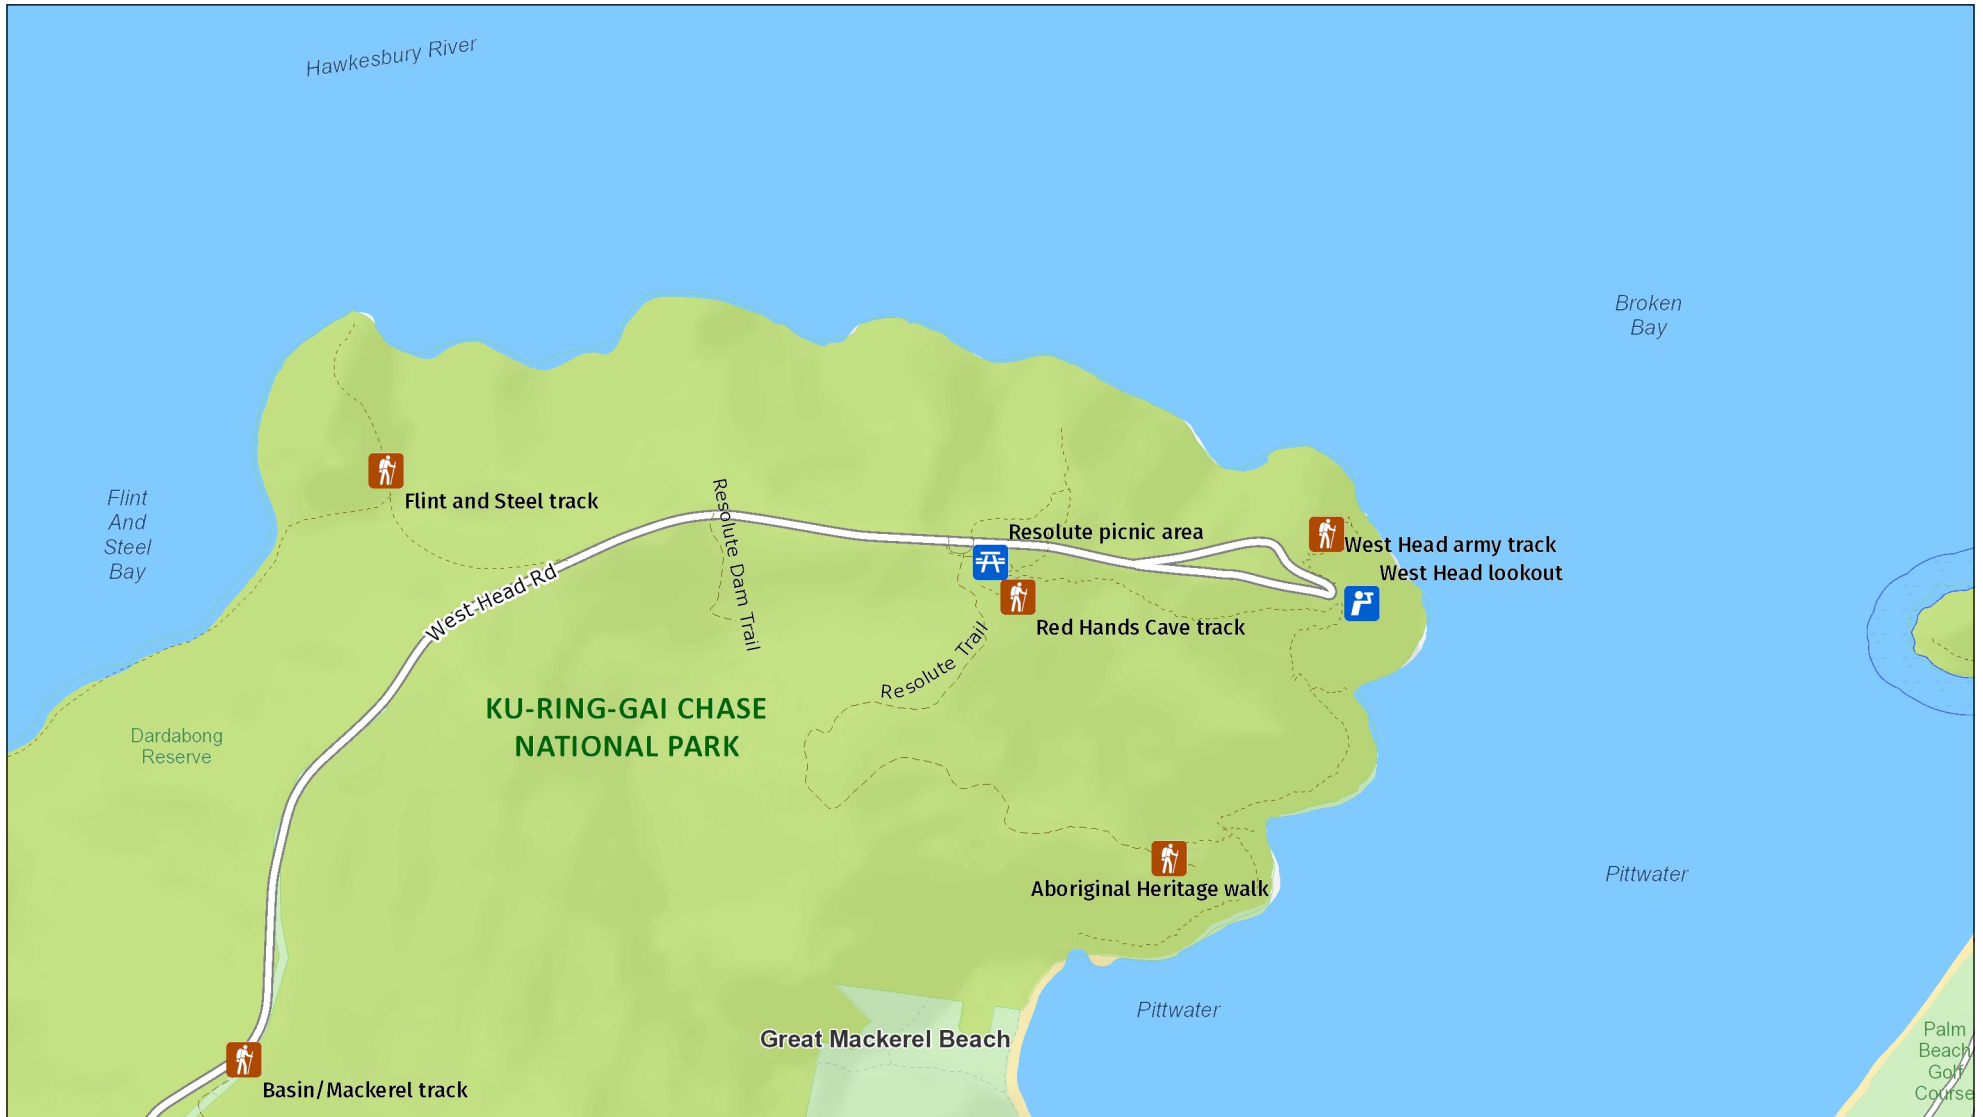 Hawkesbury River
Broken
Bay
Flint
And
Steel
Bay
Flint and Steel track
Resolute Dam Trail
Resolute picnic area
West Head army track
West Head lookout
West Head Rd
Red Hands Cave track
Resolute Trail
KU-RING-GAI CHASE
NATIONAL PARK
Dardabong
Reserve
Aboriginal Heritage walk
Pittwater
Pittwater
Great Mackerel Beach
Palm
Beach
Golf
Course
Basin/Mackerel track